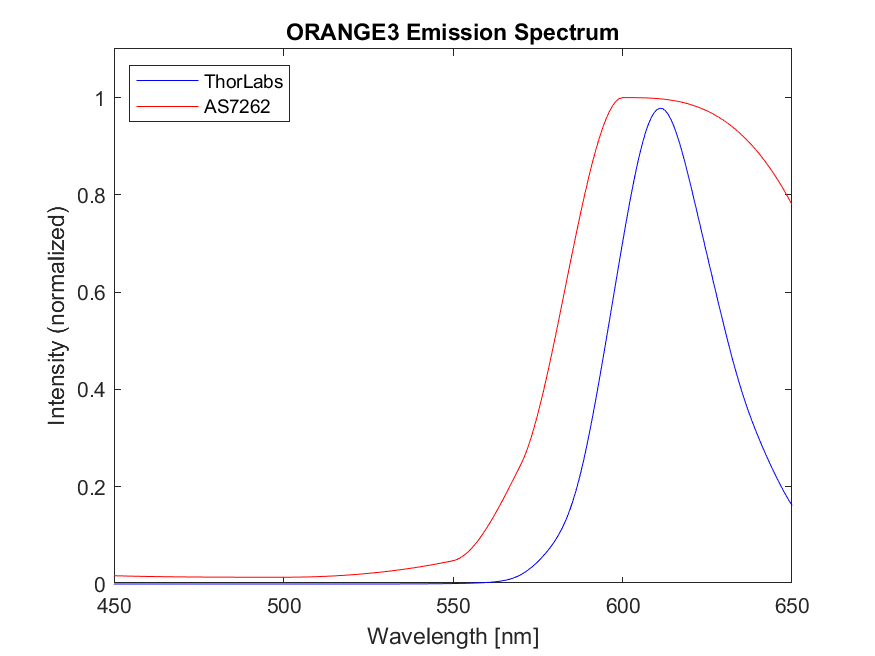 ORANGE3 Emission Spectrum
ThorLabs
AS7262
Intensity (normalized)
1
0.8
0.6
0.4
0.2
0
450 500 550 600 650
Wavelength [nm]